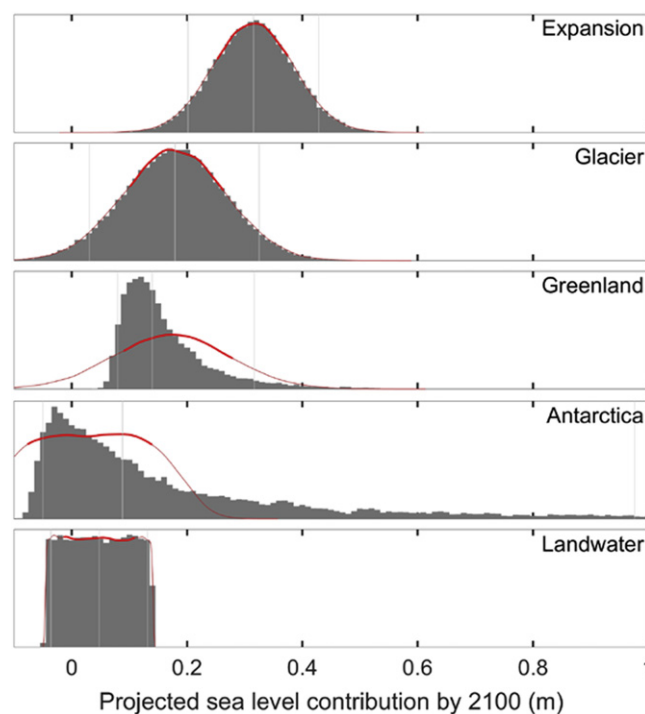 Expansion
Glacier
Greenland
Antarctica
Landwater
0 0.2 0.4 0.6 0.8
Projected sea level contribution by 2100 (m)